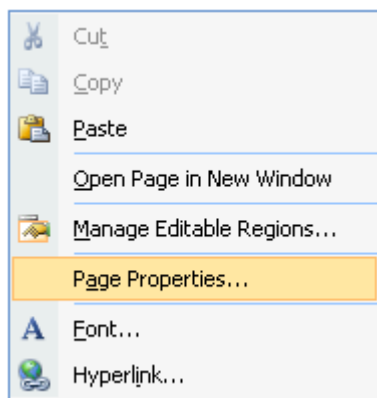 Cut
Copy
Paste
Open Page in New Window
Manage Editable Regions...
Page Properties...
Font...
Hyperlink...